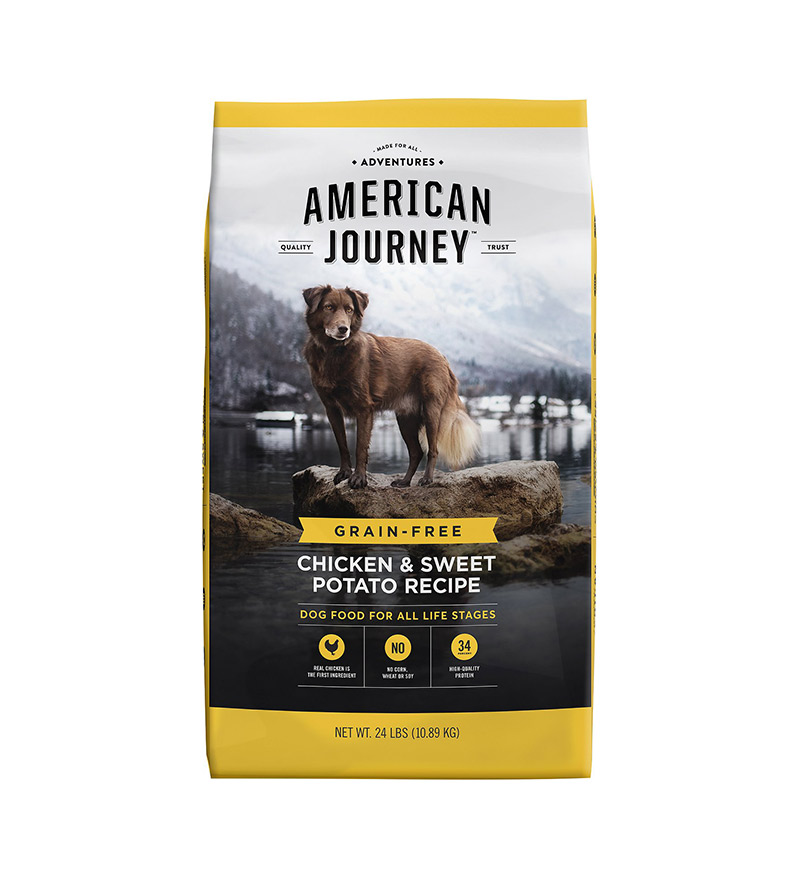 - MADE FOR ALL -
◆ ADVENTURES ◆
AMERICAN
QUALITY JOURNEY™ TRUST
GRAIN-FREE
CHICKEN & SWEET
POTATO RECIPE
DOG FOOD FOR ALL LIFE STAGES
NO 34
PERCENT
REAL CHICKEN IS NO CORN, HIGH-QUALITY
THE FIRST INGREDIENT WHEAT OR SOY PROTEIN
NET WT. 24 LBS (10.89 KG)